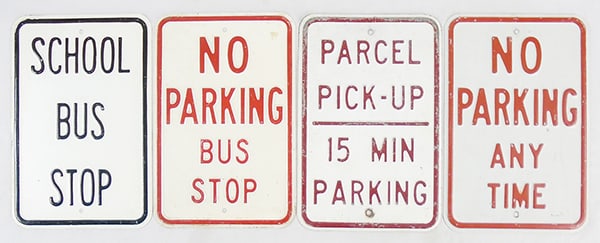 SCHOOL
BUS
STOP
NO
PARKING
BUS
STOP
PARCEL
PICK-UP
15 MIN
PARKING
NO
PARKING
ANY
TIME